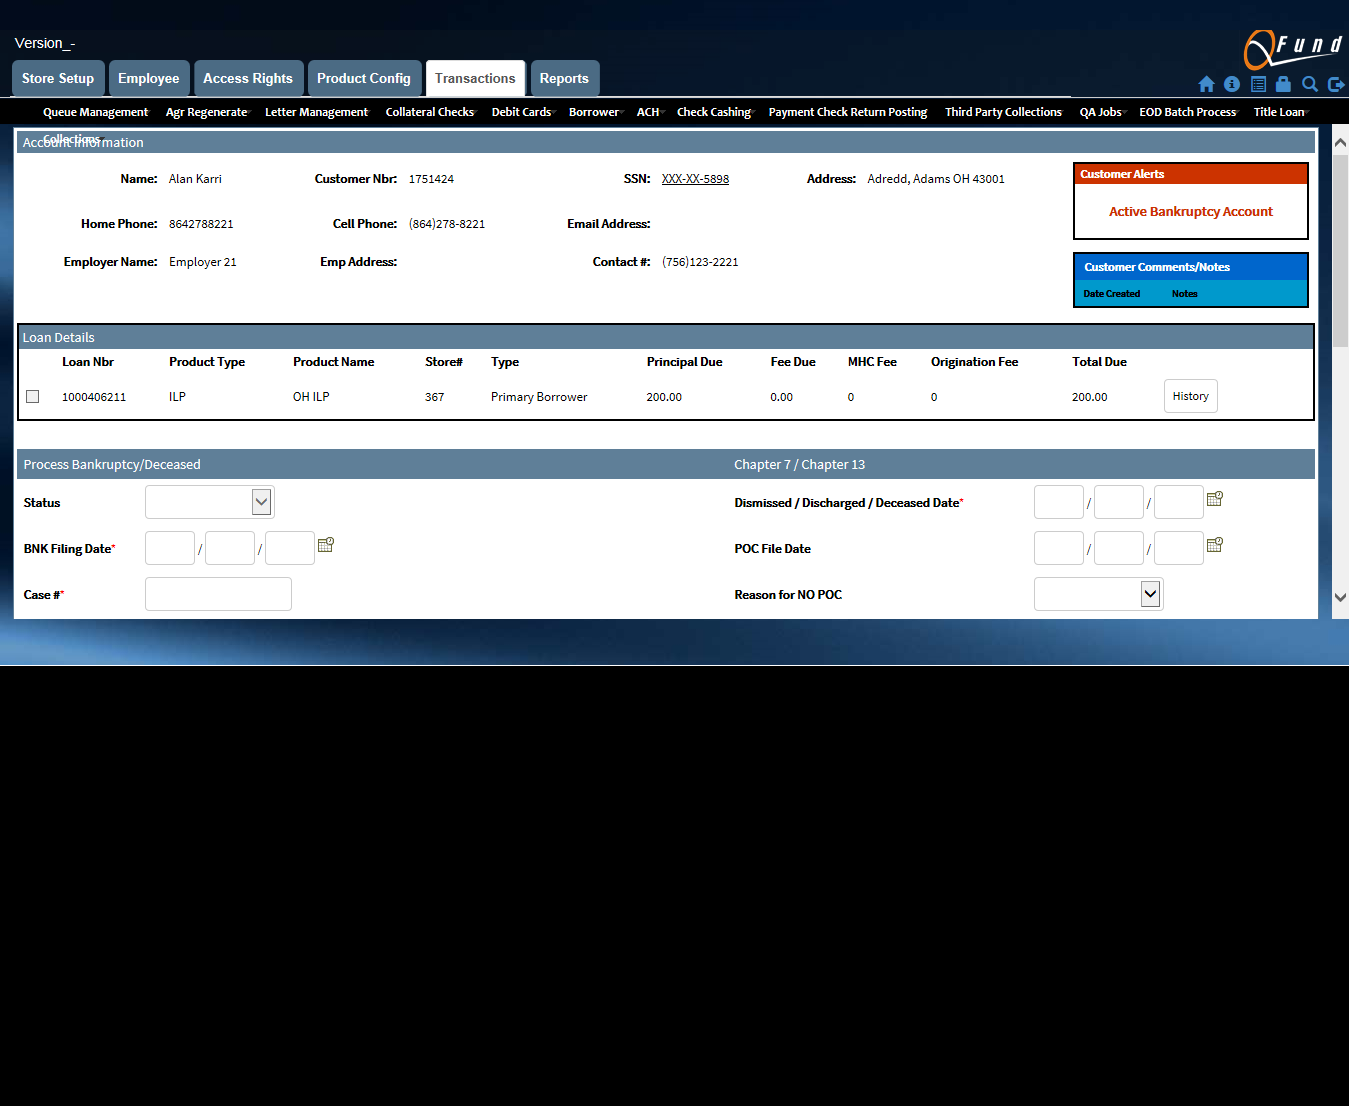 Version_-
Fund
Store Setup Employee Access Rights Product Config Transactions Reports
Queue Management Agr Regenerate Letter Management Collateral Checks Debit Cards Borrower ACH Check Cashing Payment Check Return Posting Third Party Collections QA Jobs EOD Batch Process Title Loan
Collections
Account Information
Name: Alan Karri Customer Nbr: 1751424 SSN: XXX-XX-5898 Address: Adredd, Adams OH 43001
Customer Alerts
Active Bankruptcy Account
Home Phone: 8642788221 Cell Phone: (864)278-8221 Email Address:
Employer Name: Employer 21 Emp Address: Contact #: (756)123-2221
Customer Comments/Notes
Date Created Notes
Loan Details
Loan Nbr Product Type Product Name Store# Type Principal Due Fee Due MHC Fee Origination Fee Total Due
1000406211 ILP OH ILP 367 Primary Borrower 200.00 0.00 0 0 200.00 History
Process Bankruptcy/Deceased Chapter 7 / Chapter 13
Status Dismissed / Discharged / Deceased Date* / /
BNK Filing Date* / / POC File Date / /
Case #* Reason for NO POC